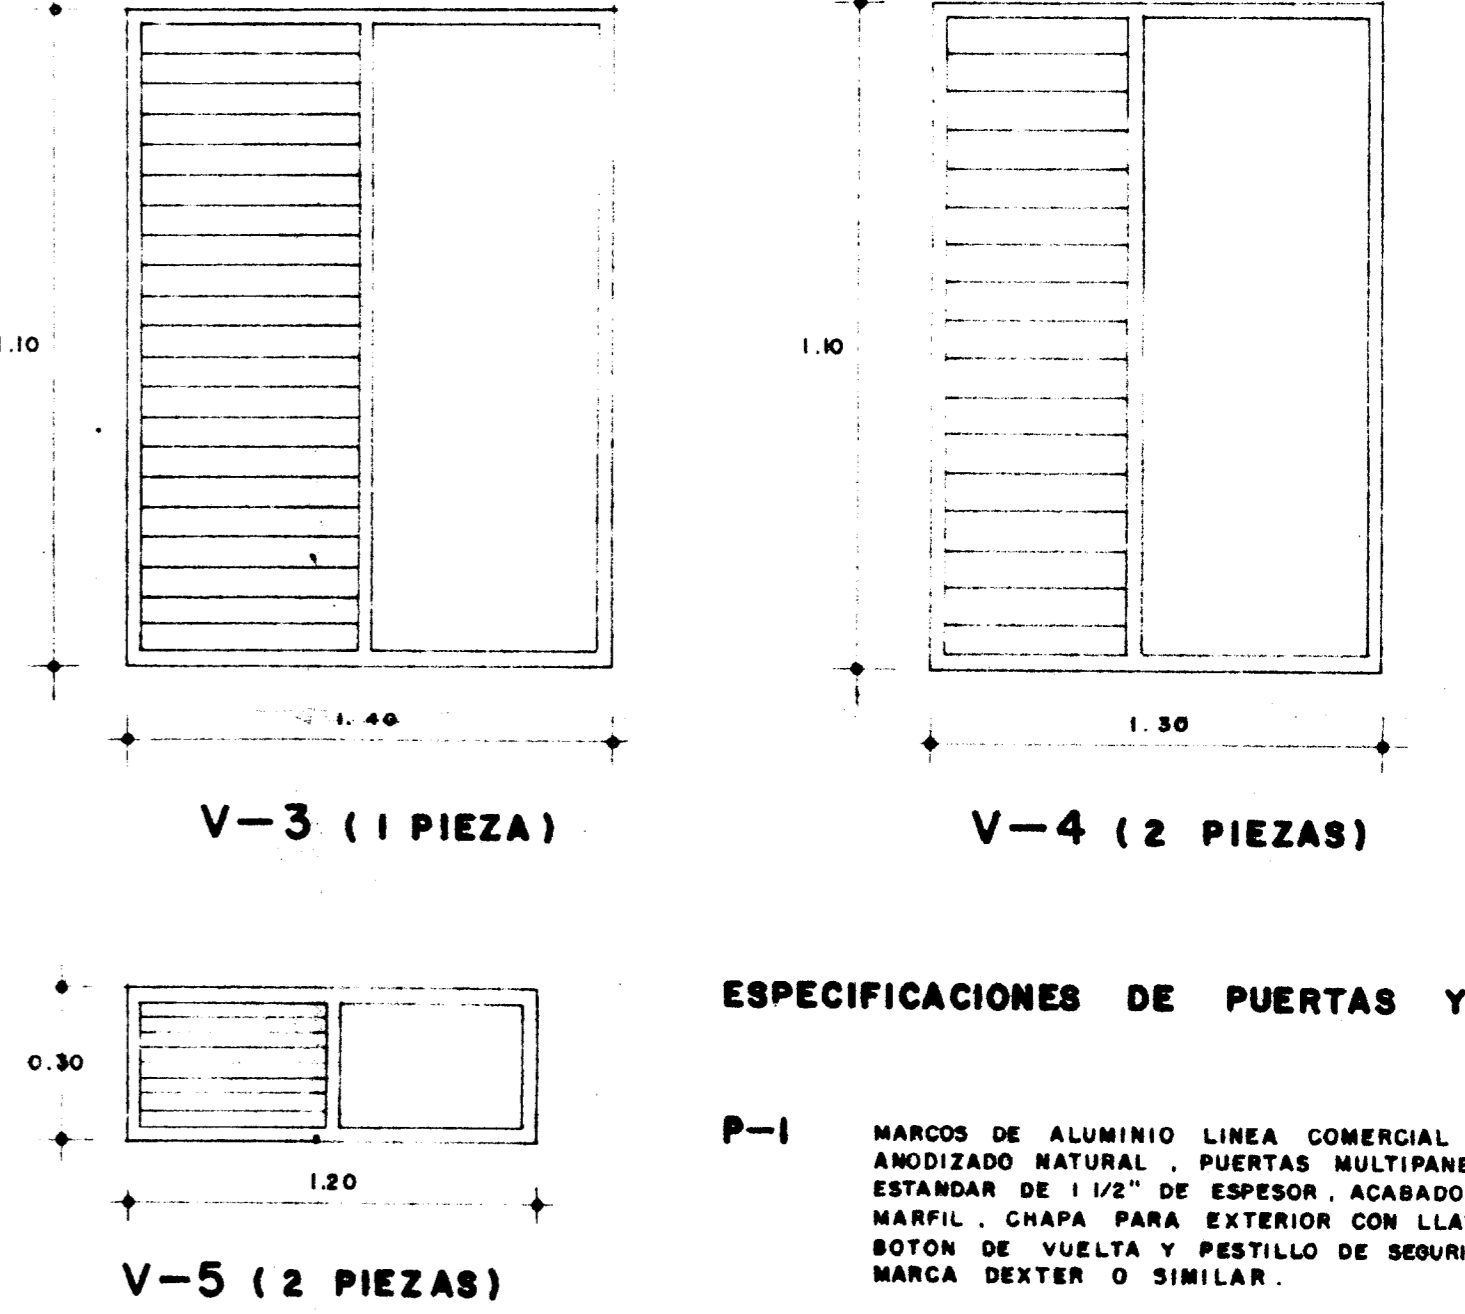 1.10
1.40
V-3 (1 PIEZA)
1.10
1.30
V-4 (2 PIEZAS)
0.30
1.20
V-5 (2 PIEZAS)
ESPECIFICACIONES DE PUERTAS Y
P-1
MARCOS DE ALUMINIO LINEA COMERCIAL
ANODIZADO NATURAL , PUERTAS MULTIPANE
ESTANDAR DE 1 1/2" DE ESPESOR , ACABADO
MARFIL , CHAPA PARA EXTERIOR CON LLA
BOTON DE VUELTA Y PESTILLO DE SEGURI
MARCA DEXTER O SIMILAR .